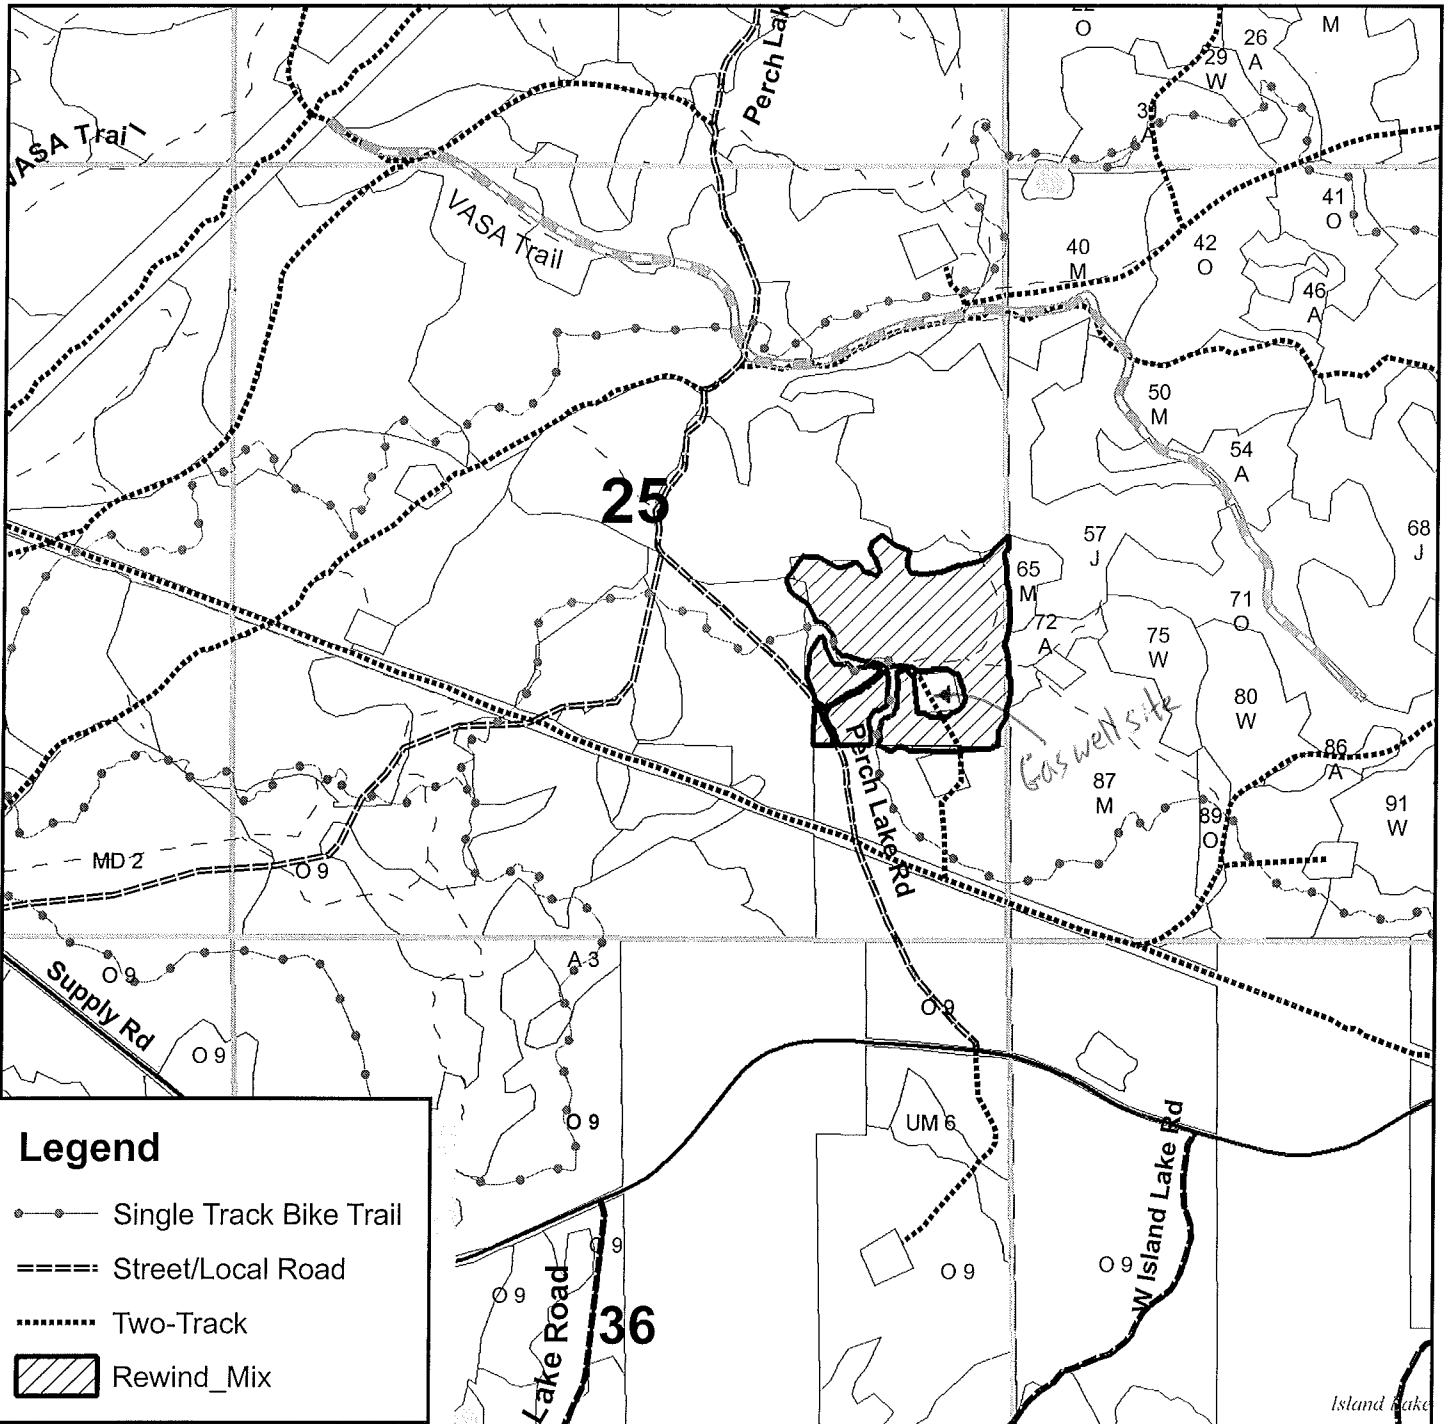 Perch Lak
22
O
29
W
26
A
M
3
A
VASA Trail
VASA Trail
40
M
42
O
41
O
46
A
50
M
54
A
25
57
J
68
J
65
M
72
A
71
O
75
W
80
W
Gas well site
Perch Lake Rd
87
M
86
A
89
O
91
W
MD 2
O 9
A 3
O 9
Supply Rd
O 9
O 9
O 9
UM 6
W Island Lake Rd
O 9
O 9
O 9
O 9
Lake Road
36
Island Lake
Legend
Single Track Bike Trail
Street/Local Road
Two-Track
Rewind_Mix